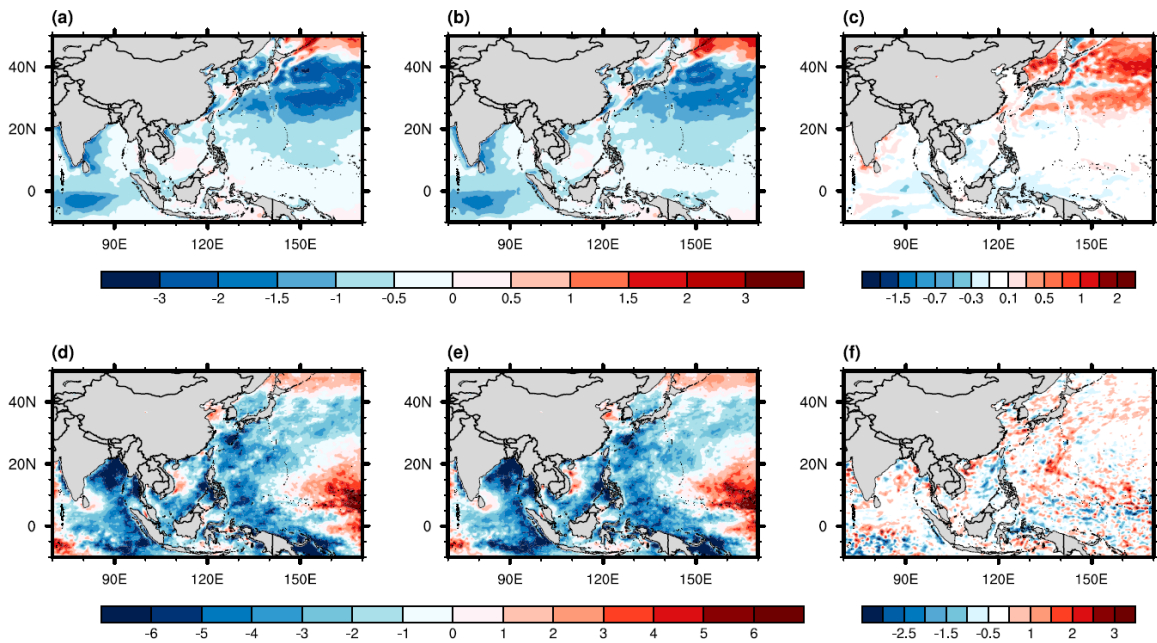 (a) (b) (c)
40N 40N 40N
20N 20N 20N
0 0 0
90E 120E 150E 90E 120E 150E 90E 120E 150E
-3 -2 -1.5 -1 -0.5 0 0.5 1 1.5 2 3 -1.5 -0.7 -0.3 0.1 0.5 1 2
(d) (e) (f)
40N 40N 40N
20N 20N 20N
0 0 0
90E 120E 150E 90E 120E 150E 90E 120E 150E
-6 -5 -4 -3 -2 -1 0 1 2 3 4 5 6 -2.5 -1.5 -0.5 1 2 3